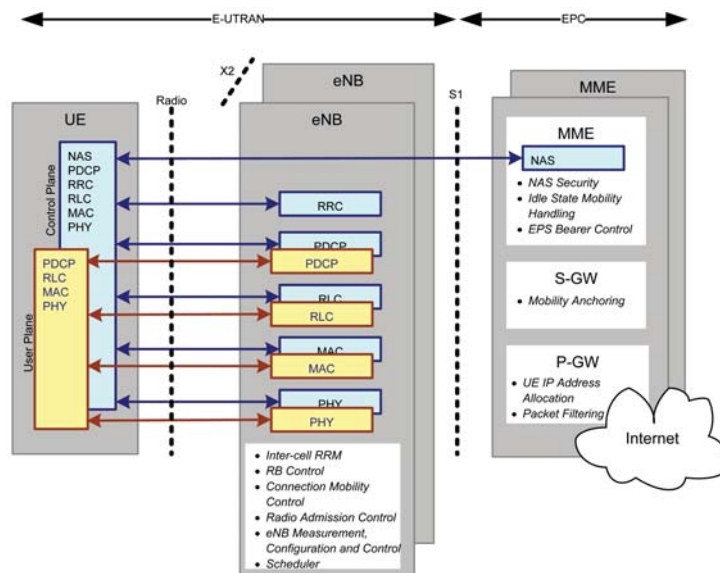 E-UTRAN
EPC
X2
eNB
MME
Radio
S1
UE
eNB
MME
Control Plane
NAS
PDCP
RRC
RLC
MAC
PHY
NAS
NAS Security
Idle State Mobility
Handling
EPS Bearer Control
RRC
PDCP
PDCP
User Plane
PDCP
RLC
MAC
PHY
RLC
RLC
MAC
MAC
PHY
PHY
S-GW
Mobility Anchoring
P-GW
UE IP Address
Allocation
Packet Filtering
Internet
Inter-cell RRM
RB Control
Connection Mobility
Control
Radio Admission Control
eNB Measurement,
Configuration and Control
Scheduler